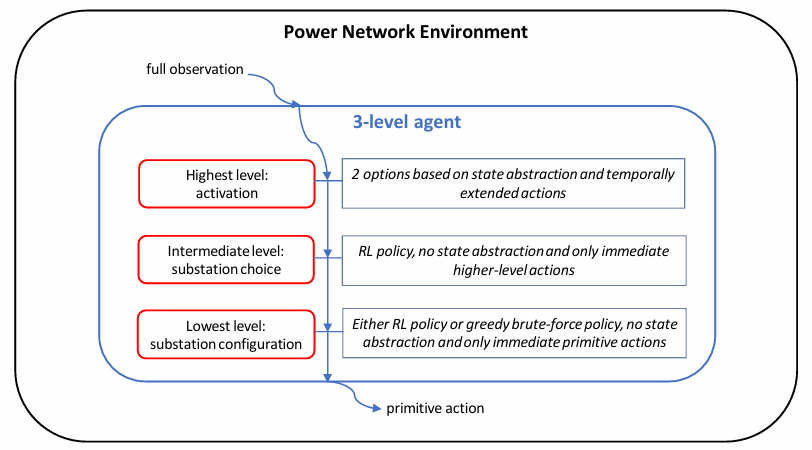 Power Network Environment
full observation
3-level agent
Highest level:
activation
2 options based on state abstraction and temporally
extended actions
Intermediate level:
substation choice
RL policy, no state abstraction and only immediate
higher-level actions
Lowest level:
substation configuration
Either RL policy or greedy brute-force policy, no state
abstraction and only immediate primitive actions
primitive action